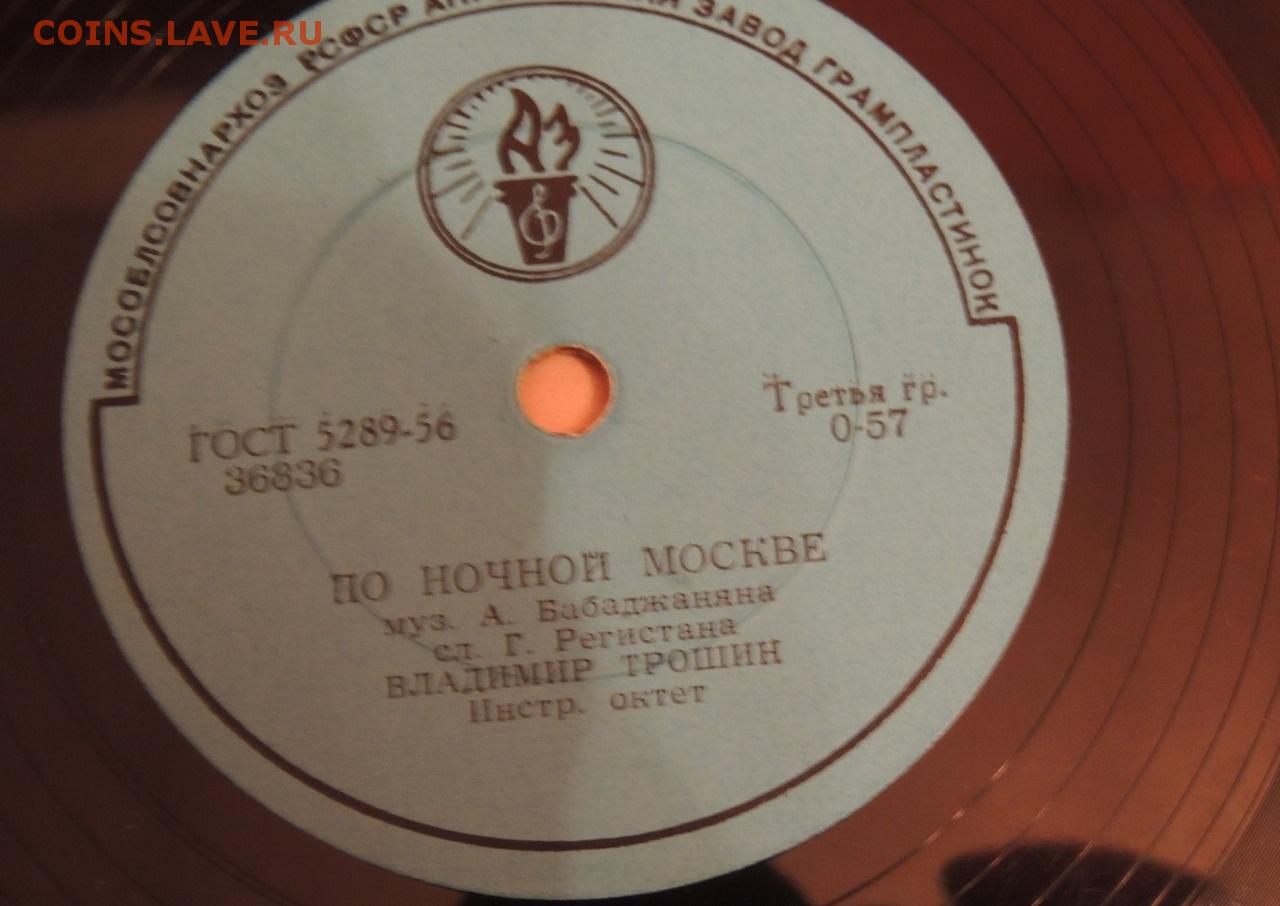 COINS.LAVE.RU
МОСОБЛСОВНАРХОЗ РСФСР ЗАВОД ГРАМПЛАСТИНОК
АЗ
ГОСТ 5289-56
36836
Третья гр.
0-57
ПО НОЧНОЙ МОСКВЕ
муз. А. Бабаджаняна
сл. Г. Регистана
ВЛАДИМИР ТРОШИН
Инстр. октет